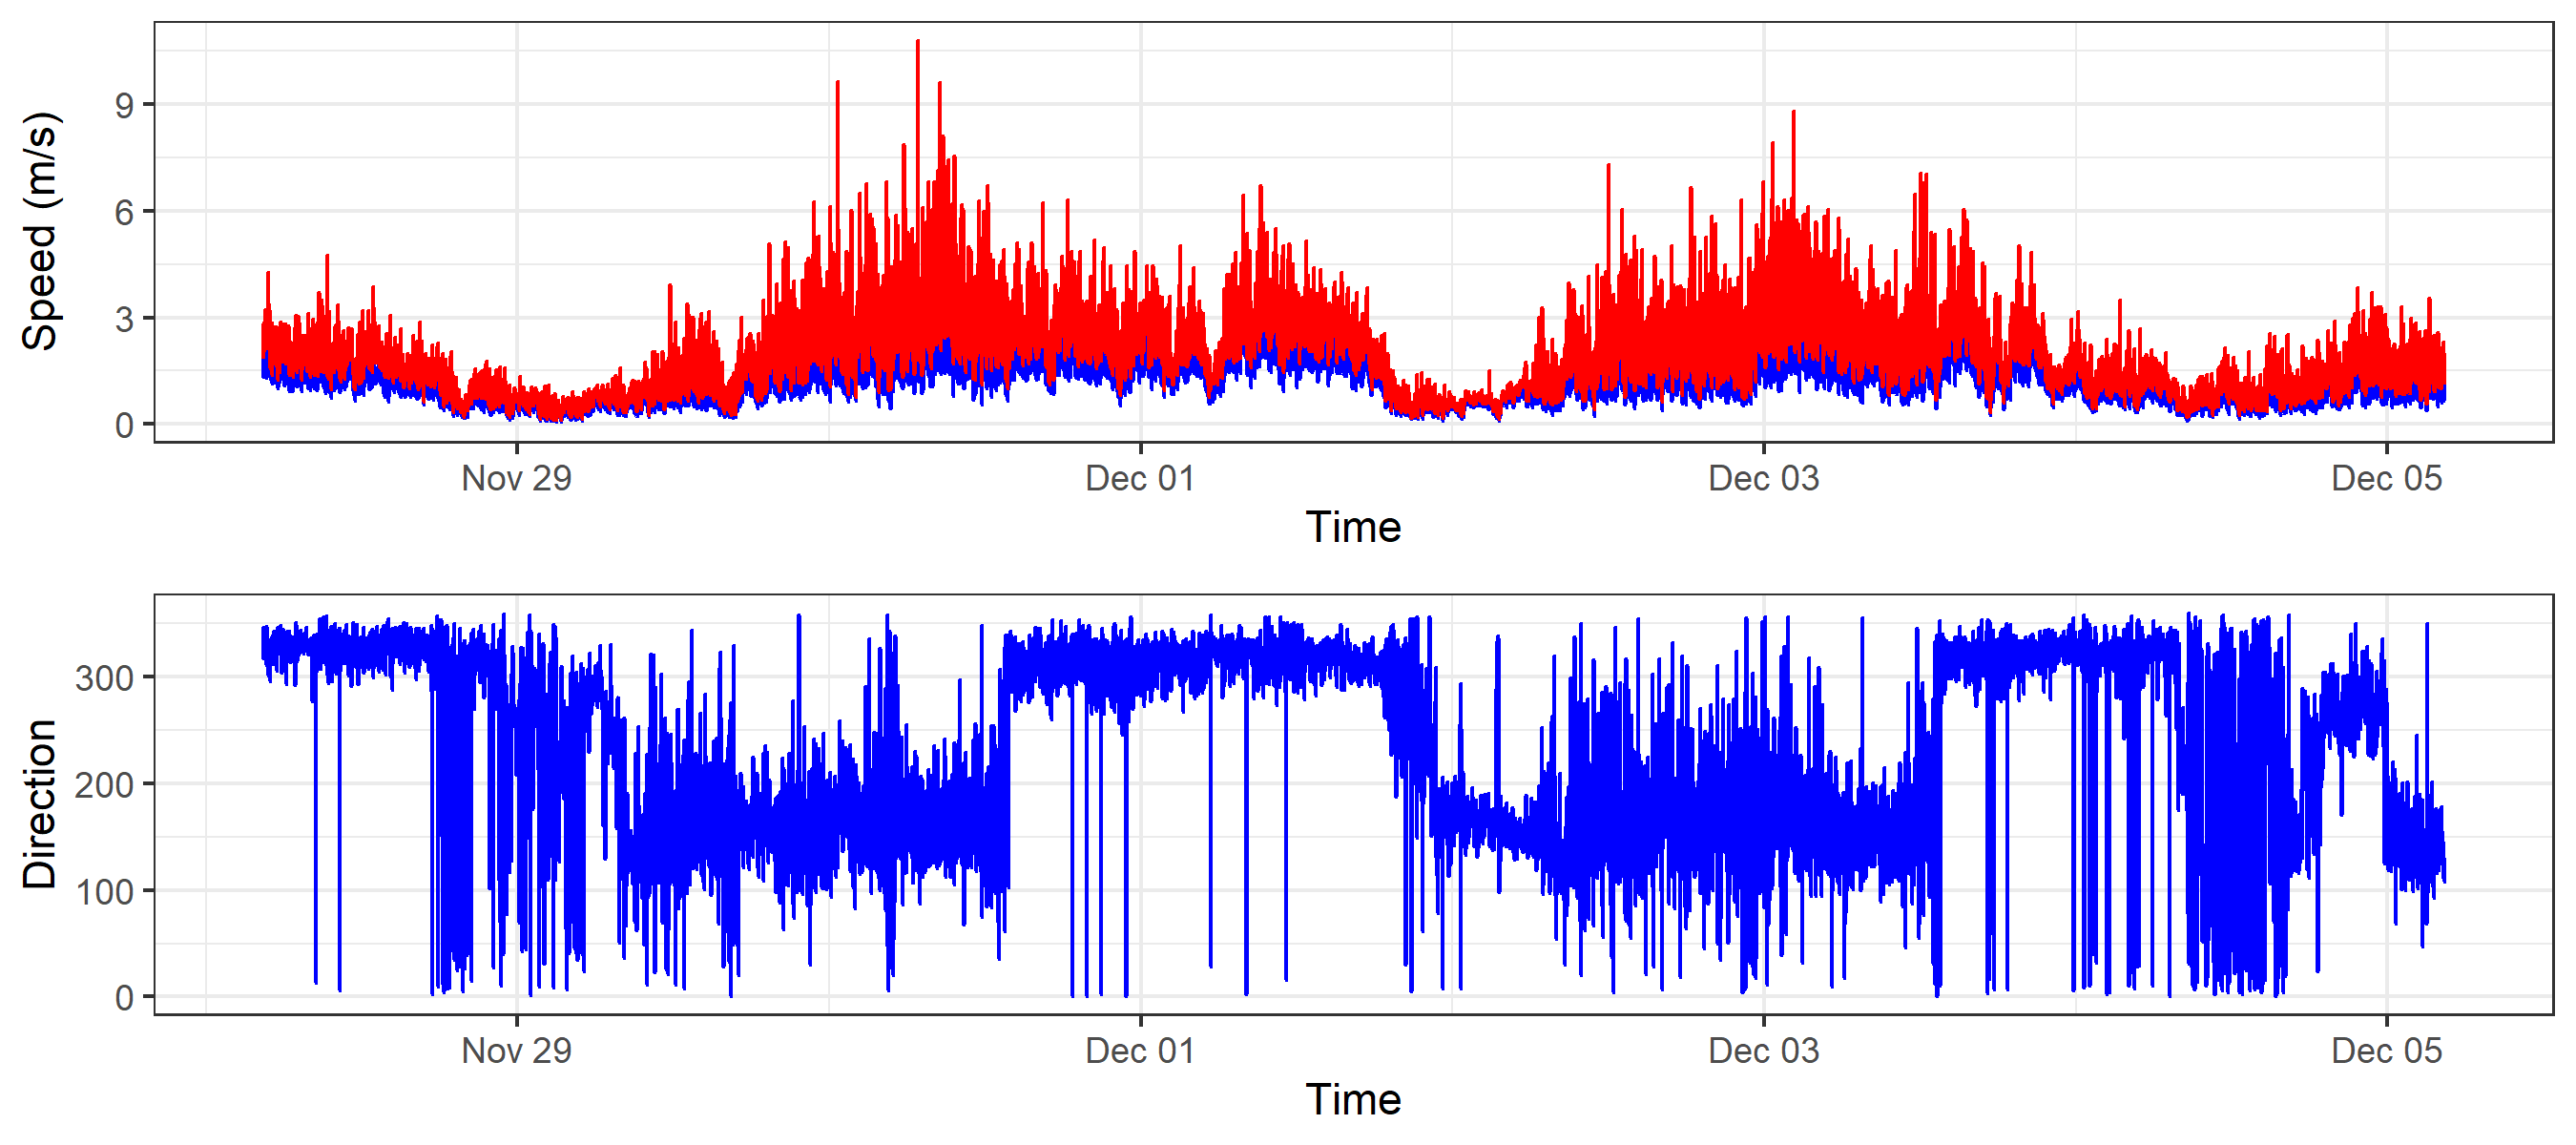 Speed (m/s)
9
6
3
0
Nov 29
Dec 01
Dec 03
Dec 05
Time
Direction
300
200
100
0
Nov 29
Dec 01
Dec 03
Dec 05
Time